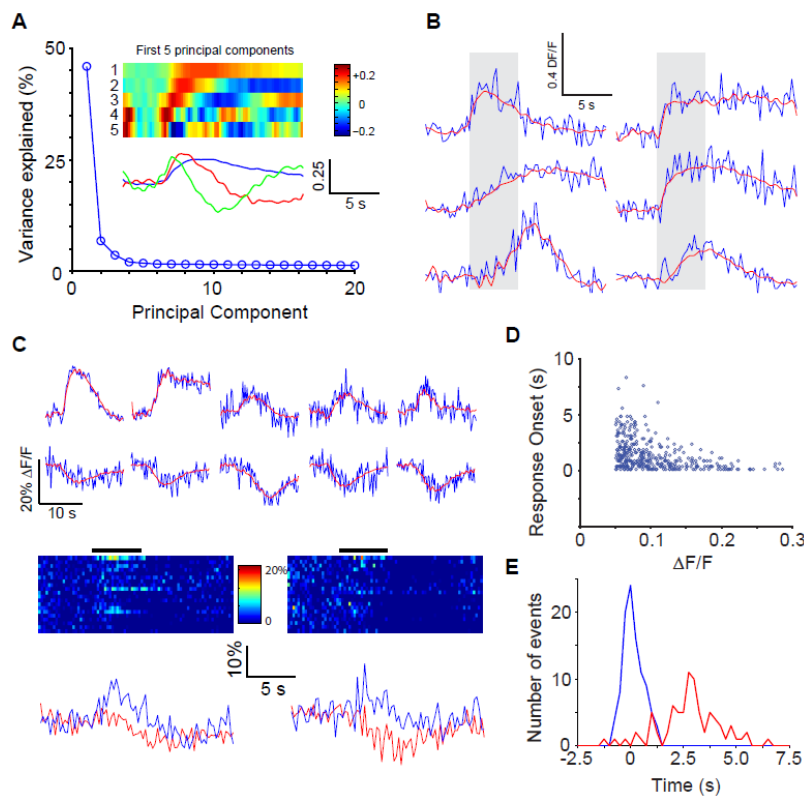 A
50
25
0
Variance explained (%)
0
10
20
Principal Component
First 5 principal components
1
2
3
4
5
+0.2
0
−0.2
0.25
5 s
B
0.4 DF/F
5 s
C
20% ΔF/F
10 s
20%
0
10%
5 s
D
10
5
0
Response Onset (s)
0
0.1
0.2
0.3
ΔF/F
E
20
10
0
Number of events
-2.5
0
2.5
5.0
7.5
Time (s)